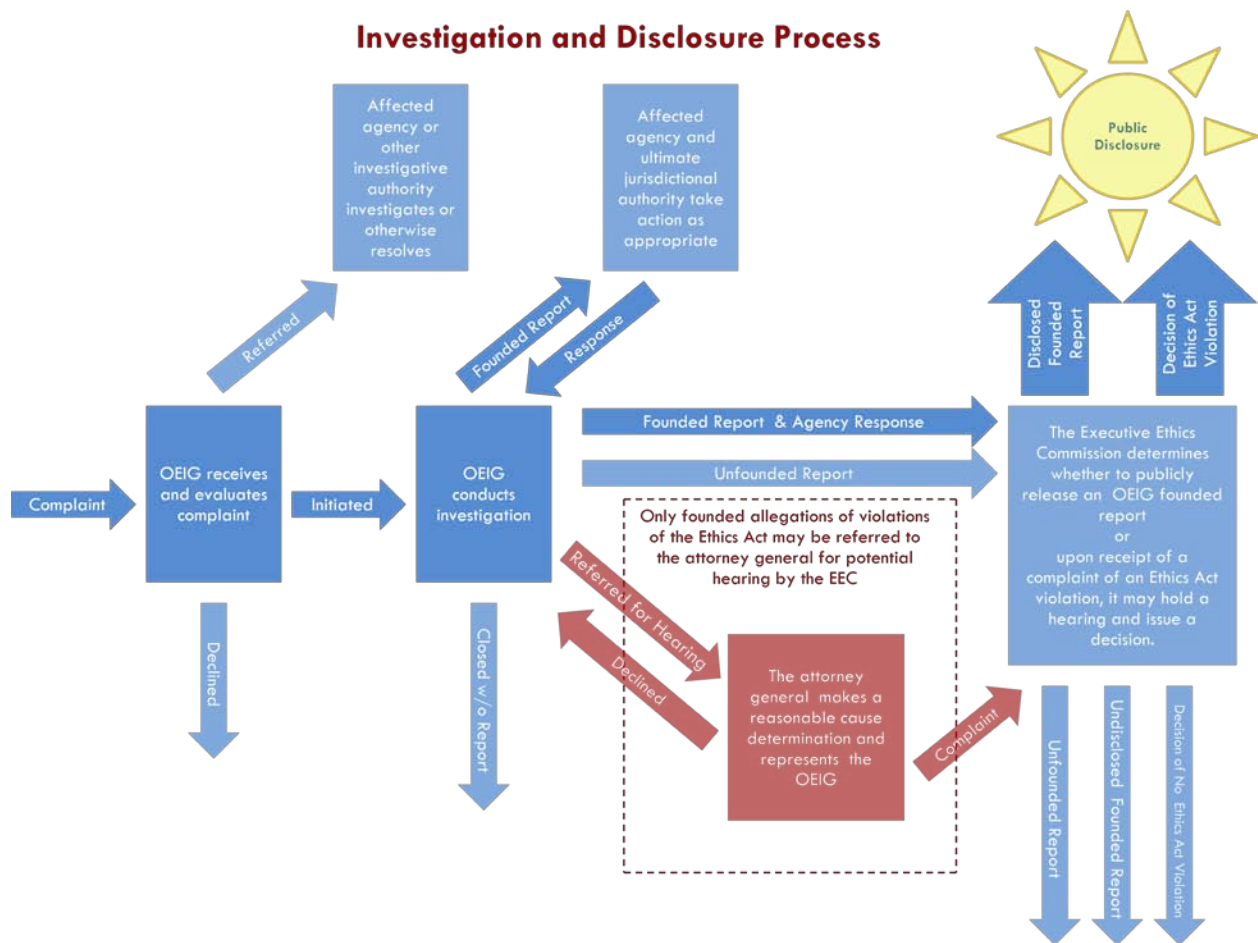 Investigation and Disclosure Process
Affected
agency or
other
investigative
authority
investigates or
otherwise
resolves
Affected
agency and
ultimate
jurisdictional
authority take
action as
appropriate
Public
Disclosure
Referred
Founded Report
Response
Disclosed
Founded
Report
Decision of
Ethics Act
Violation
Complaint
OEIG receives
and evaluates
complaint
Initiated
OEIG
conducts
investigation
Founded Report & Agency Response
Unfounded Report
The Executive Ethics
Commission determines
whether to publicly
release an OEIG founded
report
or
upon receipt of a
complaint of an Ethics Act
violation, it may hold a
hearing and issue a
decision.
Only founded allegations of violations
of the Ethics Act may be referred to
the attorney general for potential
hearing by the EEC
Referred for Hearing
Declined
The attorney
general makes a
reasonable cause
determination and
represents the
OEIG
Complaint
Declined
Closed w/o Report
Unfounded Report
Undisclosed Founded Report
Decision of No Ethics Act Violation